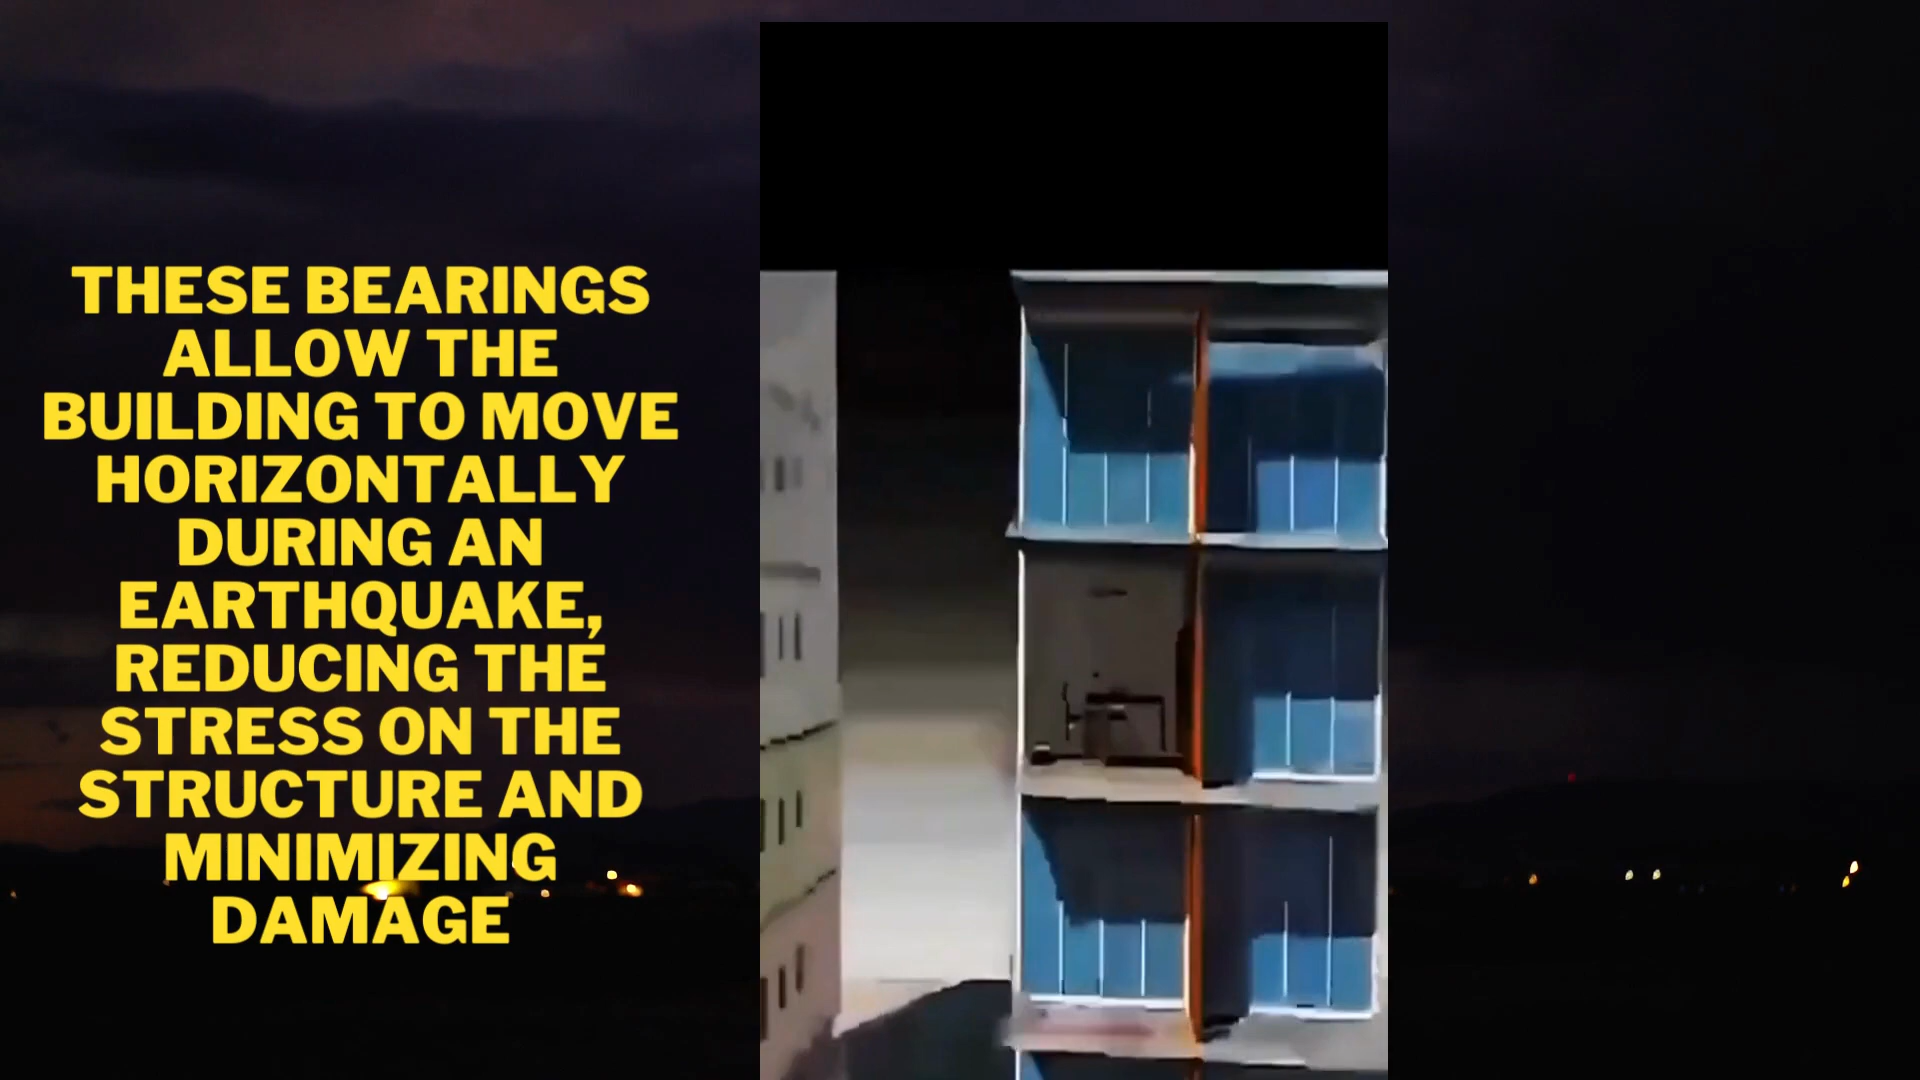 THESE BEARINGS
ALLOW THE
BUILDING TO MOVE
HORIZONTALLY
DURING AN
EARTHQUAKE,
REDUCING THE
STRESS ON THE
STRUCTURE AND
MINIMIZING
DAMAGE